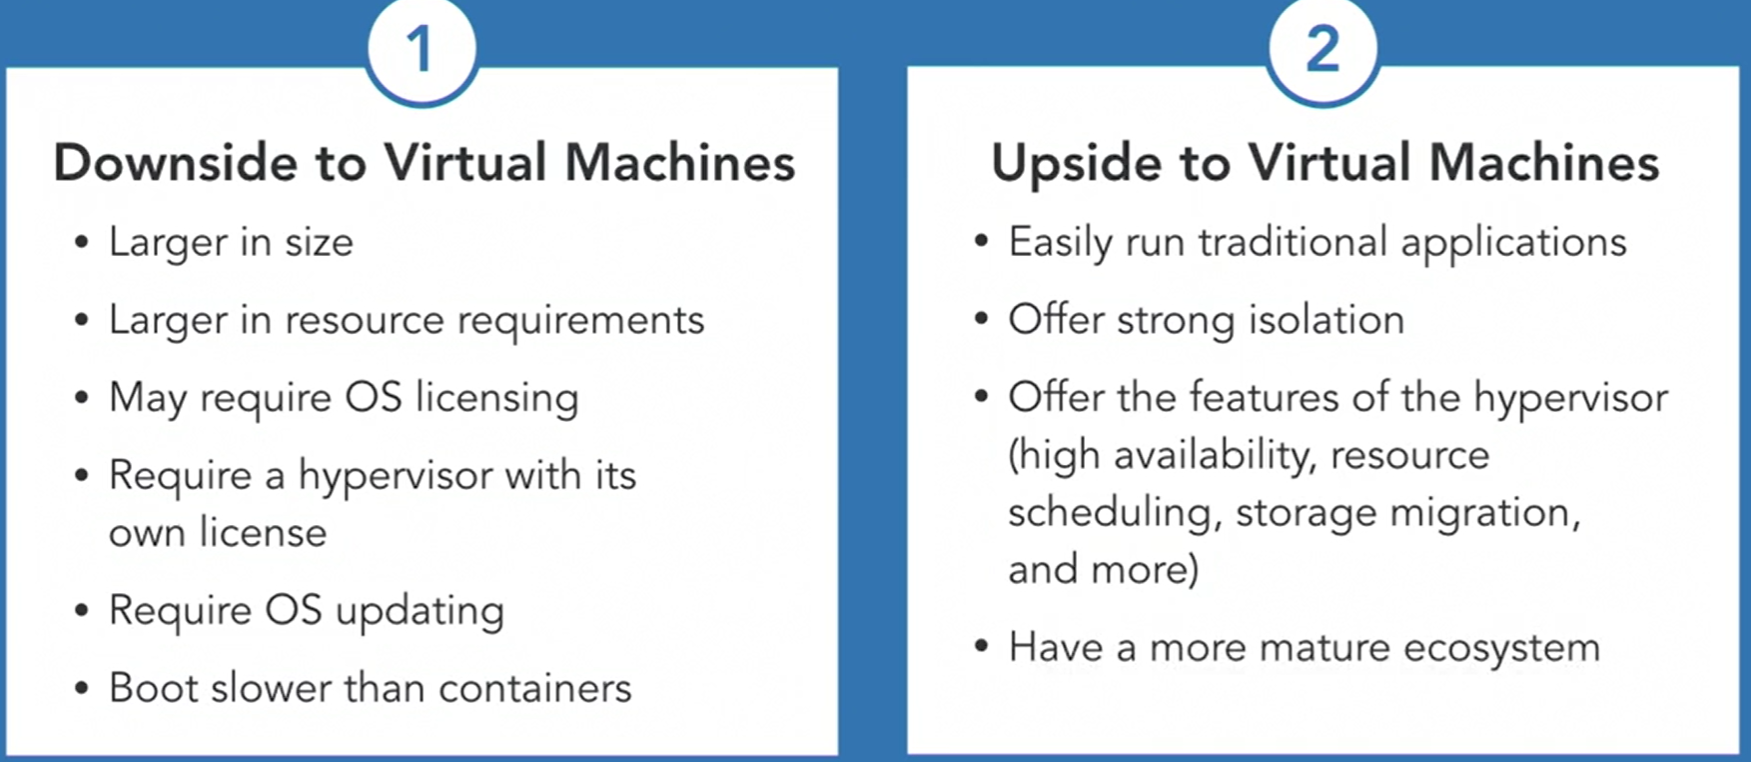 1
Downside to Virtual Machines
• Larger in size
• Larger in resource requirements
• May require OS licensing
• Require a hypervisor with its
own license
• Require OS updating
• Boot slower than containers
2
Upside to Virtual Machines
• Easily run traditional applications
• Offer strong isolation
• Offer the features of the hypervisor
(high availability, resource
scheduling, storage migration,
and more)
• Have a more mature ecosystem